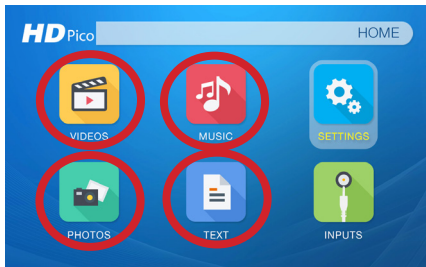 HD Pico
HOME
VIDEOS
MUSIC
SETTINGS
PHOTOS
TEXT
INPUTS